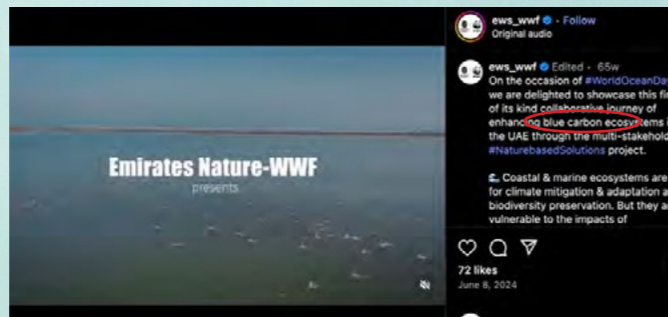 Emirates Nature-WWF
presents
ews_wwf • Follow
Original audio
ews_wwf Edited • 65w
On the occasion of #WorldOceanDay
we are delighted to showcase this
of its kind collaborative journey of
enhancing blue carbon ecosystems
the UAE through the
#NaturebasedSolutions project.
Coastal & marine ecosystems are
for climate mitigation & adaptation
biodiversity preservation. But they
vulnerable to the impacts of
72 likes
June 8, 2024